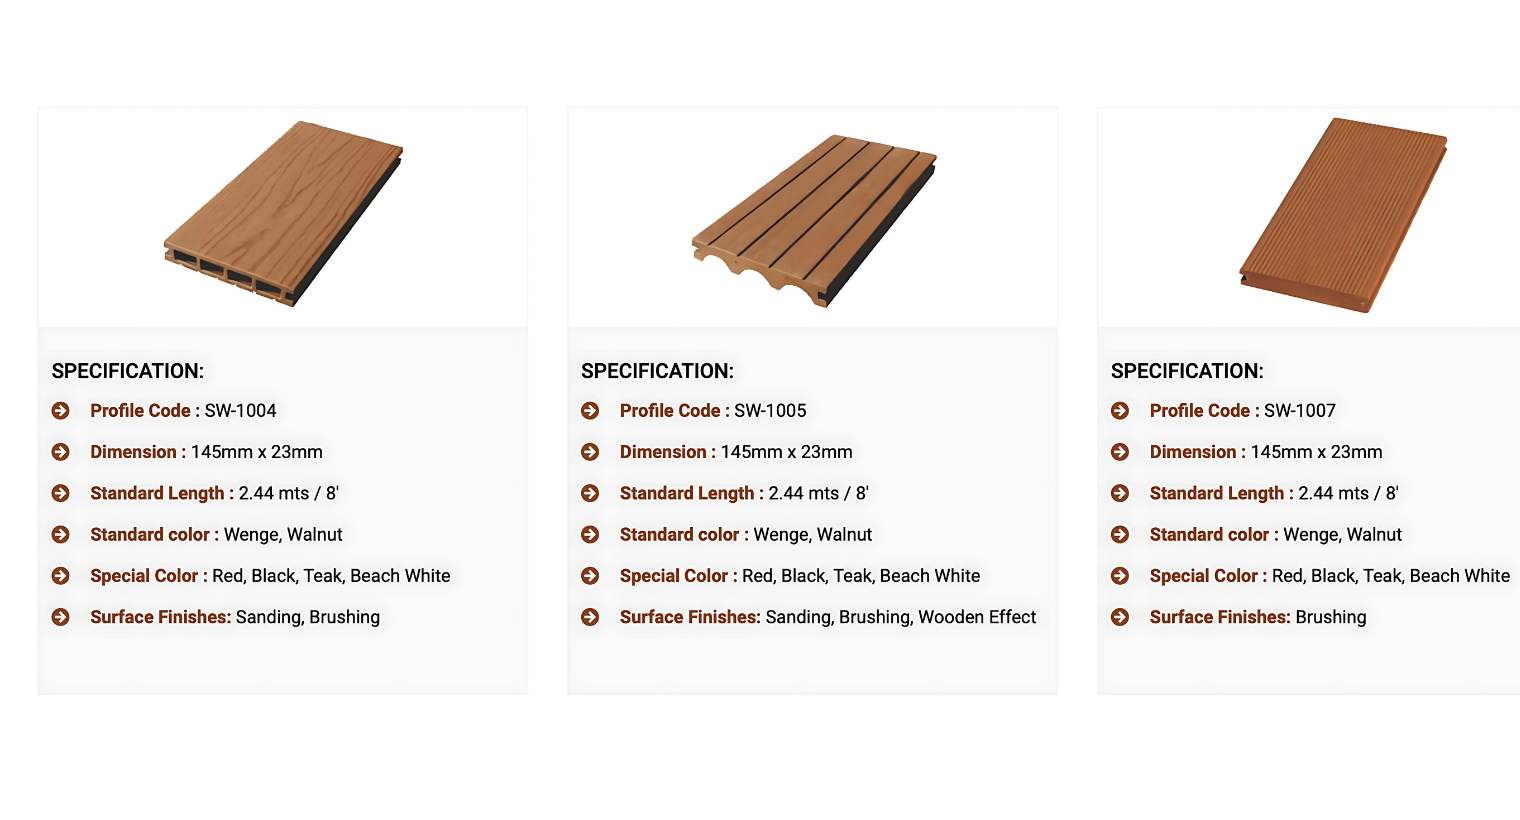 SPECIFICATION:
Profile Code : SW-1004
Dimension : 145mm x 23mm
Standard Length : 2.44 mts / 8'
Standard color : Wenge, Walnut
Special Color : Red, Black, Teak, Beach White
Surface Finishes: Sanding, Brushing
SPECIFICATION:
Profile Code : SW-1005
Dimension : 145mm x 23mm
Standard Length : 2.44 mts / 8'
Standard color : Wenge, Walnut
Special Color : Red, Black, Teak, Beach White
Surface Finishes: Sanding, Brushing, Wooden Effect
SPECIFICATION:
Profile Code : SW-1007
Dimension : 145mm x 23mm
Standard Length : 2.44 mts / 8'
Standard color : Wenge, Walnut
Special Color : Red, Black, Teak, Beach White
Surface Finishes: Brushing